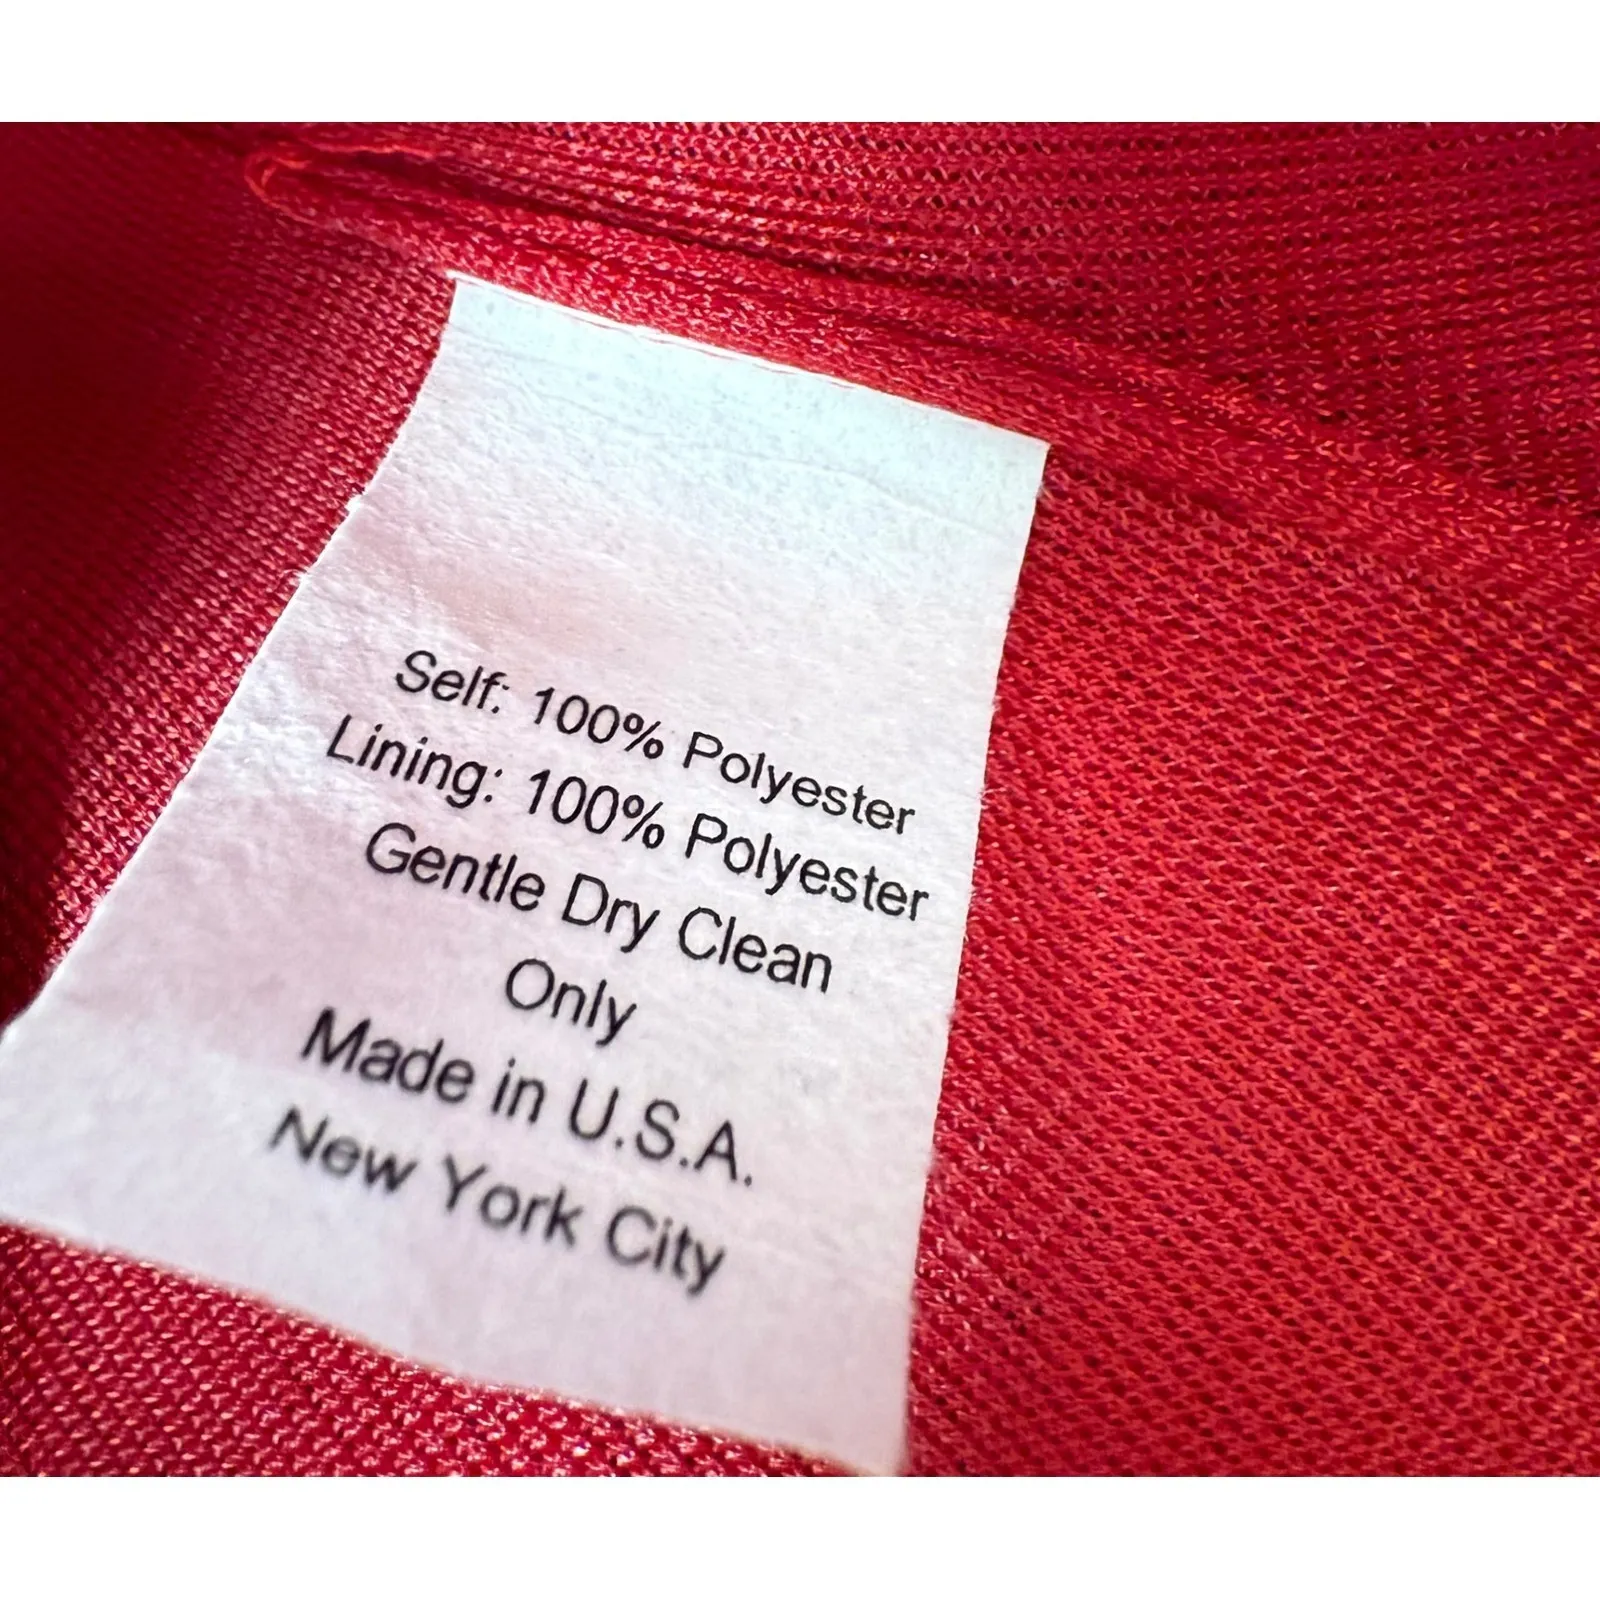 Self: 100% Polyester
Lining: 100% Polyester
Gentle Dry Clean
Only
Made in U.S.A.
New York City